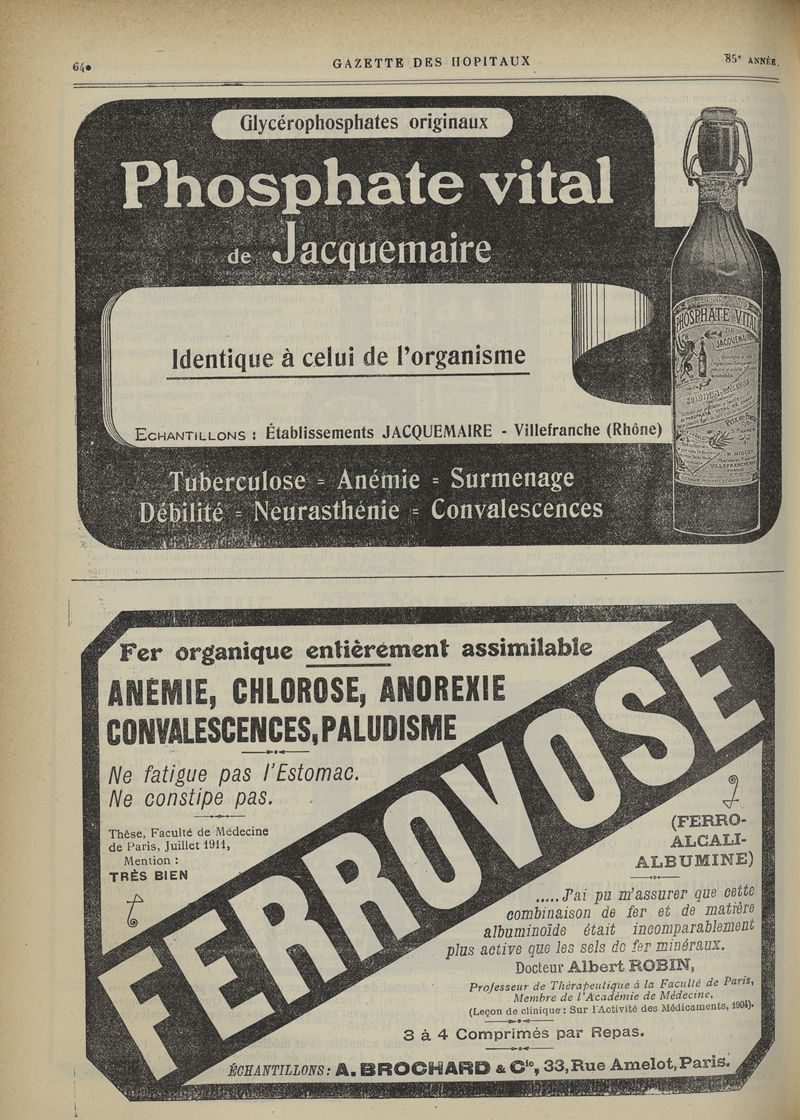 64•
GAZETTE DES HOPITAUX
85e ANNÉE.
Glycérophosphates originaux
Phosphate vital
de Jacquemaire
Identique à celui de l'organisme
ECHANTILLONS : Établissements JACQUEMAIRE - Villefranche (Rhône)
Tuberculose = Anémie = Surmenage
Débilité = Neurasthénie = Convalescences
PHOSPHATE VITAL
JACQUEMAIRE
Fer organique entièrement assimilable
ANÉMIE, CHLOROSE, ANOREXIE
CONVALESCENCES, PALUDISME
Ne fatigue pas l'Estomac.
Ne constipe pas.
Thèse, Faculté de Médecine
de Paris, Juillet 1911,
Mention :
TRÈS BIEN
FERROVOSE
(FERRO-
ALCALI-
ALBUMINE)
.....J'ai pu m'assurer que cette
combinaison de fer et de matière
albuminoïde était incomparablement
plus active que les sels de fer minéraux.
Docteur Albert ROBIN,
Professeur de Thérapeutique à la Faculté de Paris,
Membre de l'Académie de Médecine,
(Leçon de clinique : Sur l'Activité des Médicaments, 1904).
3 à 4 Comprimés par Repas.
ÉCHANTILLONS : A. BROCHARD & Cie, 33, Rue Amelot, Paris.